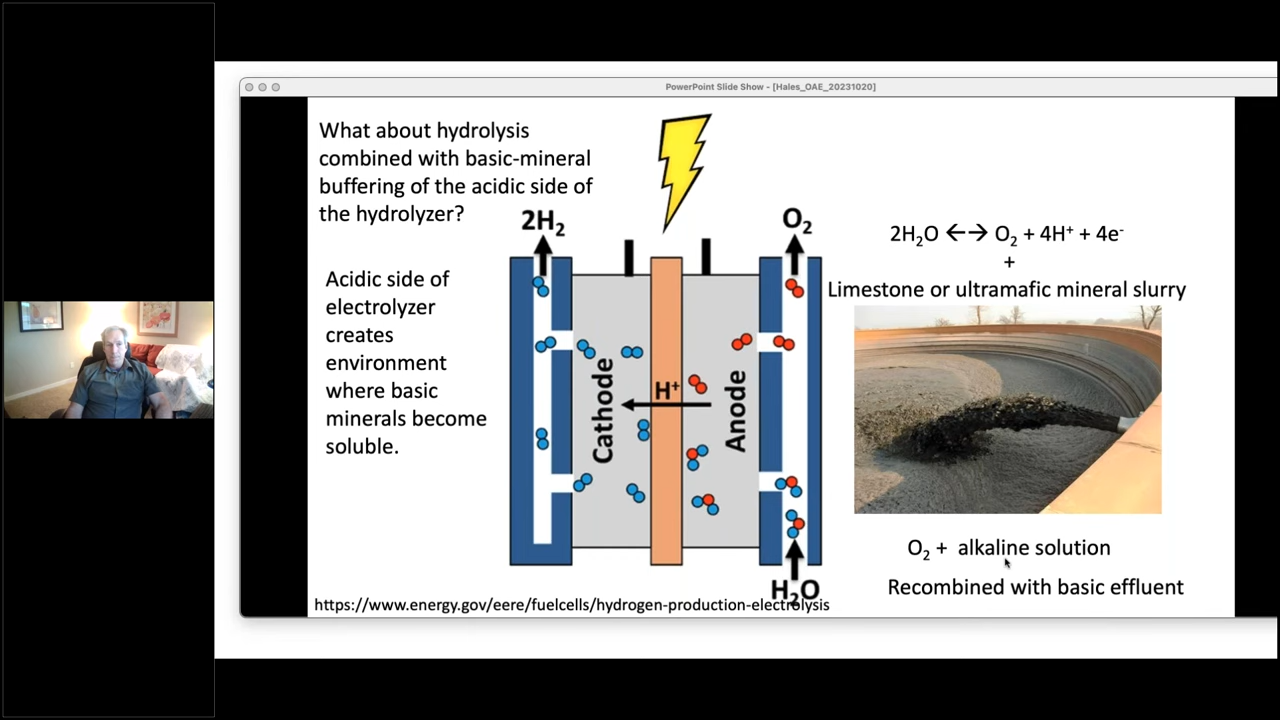 PowerPoint Slide Show - [Hales_OAE_20231020]
What about hydrolysis
combined with basic-mineral
buffering of the acidic side of
the hydrolyzer?
Acidic side of
electrolyzer
creates
environment
where basic
minerals become
soluble.
2H₂
O₂
Cathode
H⁺
Anode
H₂O
2H₂O ←→ O₂ + 4H⁺ + 4e⁻
+
Limestone or ultramafic mineral slurry
O₂ + alkaline solution
Recombined with basic effluent
https://www.energy.gov/eere/fuelcells/hydrogen-production-electrolysis